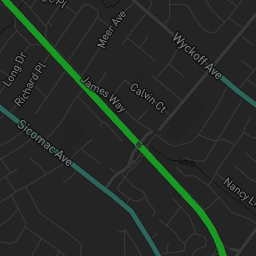 Meer Ave
Wyckoff Ave
Long Dr
Richard Pl
James Way
Calvin Ct
Sicomac Ave
Nancy L